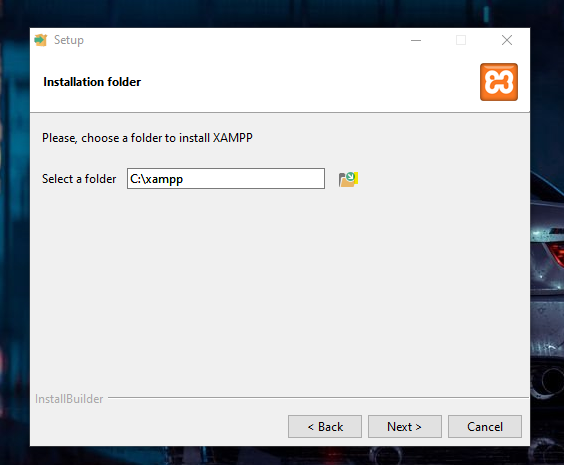 Setup
Installation folder
Please, choose a folder to install XAMPP
Select a folder
C:\xampp
InstallBuilder
< Back
Next >
Cancel